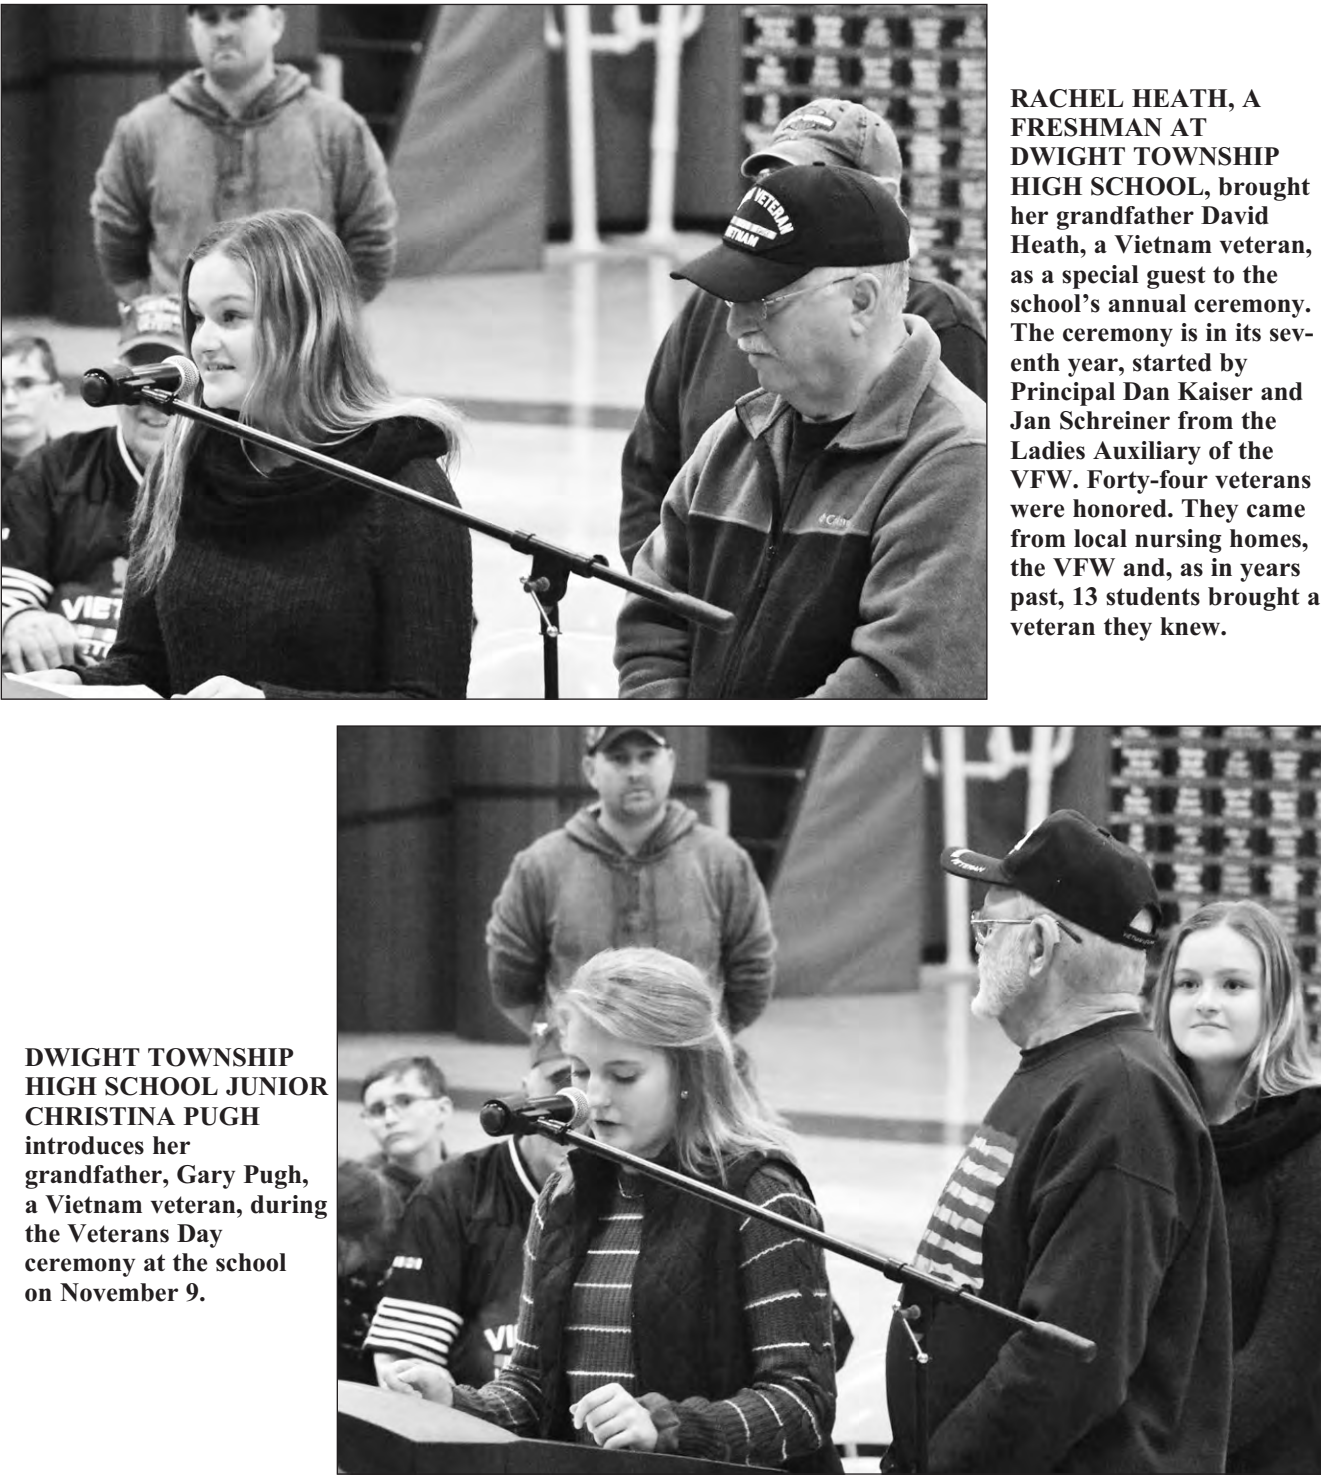 VETERAN
VIETNAM
RACHEL HEATH, A
FRESHMAN AT
DWIGHT TOWNSHIP
HIGH SCHOOL, brought
her grandfather David
Heath, a Vietnam veteran,
as a special guest to the
school’s annual ceremony.
The ceremony is in its sev-
enth year, started by
Principal Dan Kaiser and
Jan Schreiner from the
Ladies Auxiliary of the
VFW. Forty-four veterans
were honored. They came
from local nursing homes,
the VFW and, as in years
past, 13 students brought a
veteran they knew.
VIET
DWIGHT TOWNSHIP
HIGH SCHOOL JUNIOR
CHRISTINA PUGH
introduces her
grandfather, Gary Pugh,
a Vietnam veteran, during
the Veterans Day
ceremony at the school
on November 9.
VETERAN
VI